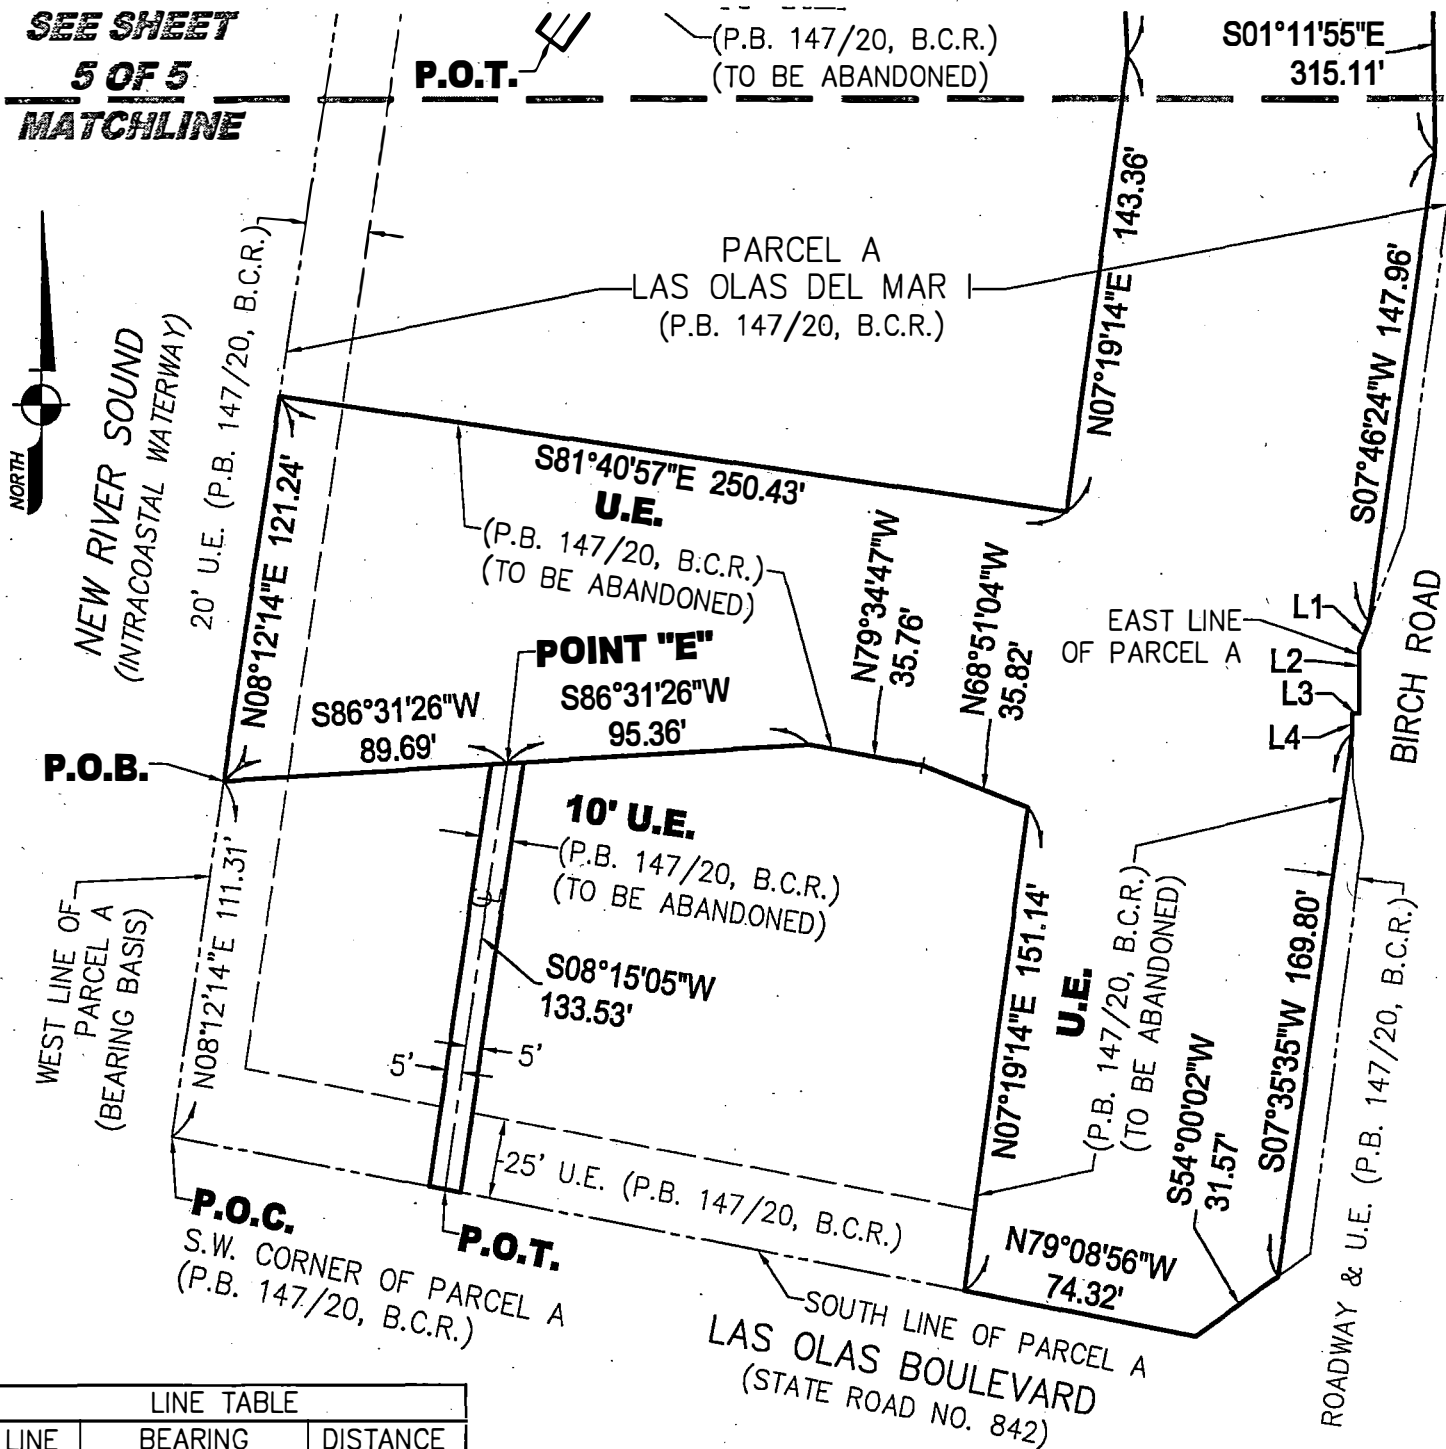 SEE SHEET
5 OF 5
MATCHLINE
P.O.T.
(P.B. 147/20, B.C.R.)
(TO BE ABANDONED)
S01°11'55"E
315.11'
NORTH
NEW RIVER SOUND
(INTRACOASTAL WATERWAY)
20' U.E. (P.B. 147/20, B.C.R.)
PARCEL A
LAS OLAS DEL MAR I
(P.B. 147/20, B.C.R.)
N07°19'14"E 143.36'
S07°46'24"W 147.96'
N08°12'14"E 121.24'
S81°40'57"E 250.43'
U.E.
(P.B. 147/20, B.C.R.)
(TO BE ABANDONED)
N79°34'47"W
35.76'
N68°51'04"W
35.82'
EAST LINE
OF PARCEL A
L1
L2
L3
L4
BIRCH ROAD
POINT "E"
S86°31'26"W
89.69'
S86°31'26"W
95.36'
P.O.B.
10' U.E.
(P.B. 147/20, B.C.R.)
(TO BE ABANDONED)
WEST LINE OF
PARCEL A
(BEARING BASIS)
N08°12'14"E 111.31'
S08°15'05"W
133.53'
5'
5'
N07°19'14"E 151.14'
U.E.
(P.B. 147/20, B.C.R.)
(TO BE ABANDONED)
S54°00'02"W
31.57'
S07°35'35"W 169.80'
ROADWAY & U.E. (P.B. 147/20, B.C.R.)
25' U.E. (P.B. 147/20, B.C.R.)
P.O.C.
S.W. CORNER OF PARCEL A
(P.B. 147/20, B.C.R.)
P.O.T.
N79°08'56"W
74.32'
SOUTH LINE OF PARCEL A
LAS OLAS BOULEVARD
(STATE ROAD NO. 842)
LINE TABLE
LINE BEARING DISTANCE